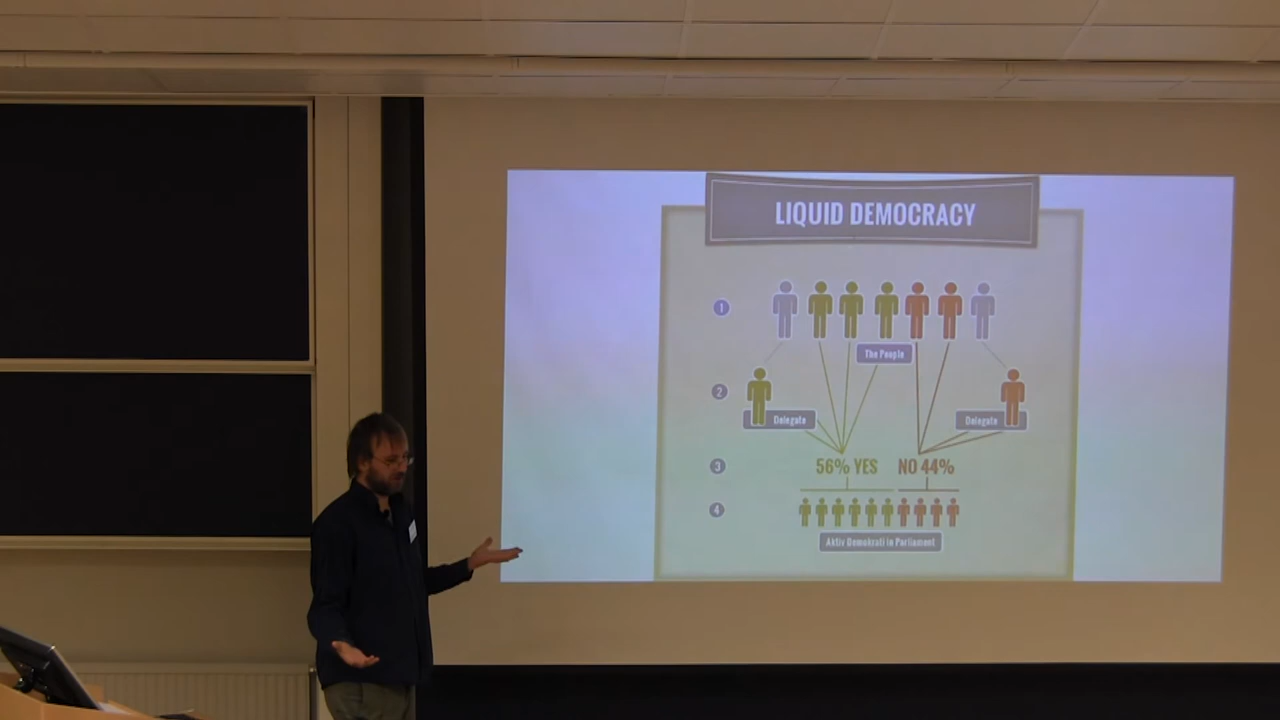 LIQUID DEMOCRACY
1
The People
2
Delegate
Delegate
3
56% YES
NO 44%
4
Aktiv Demokrati in Parliament